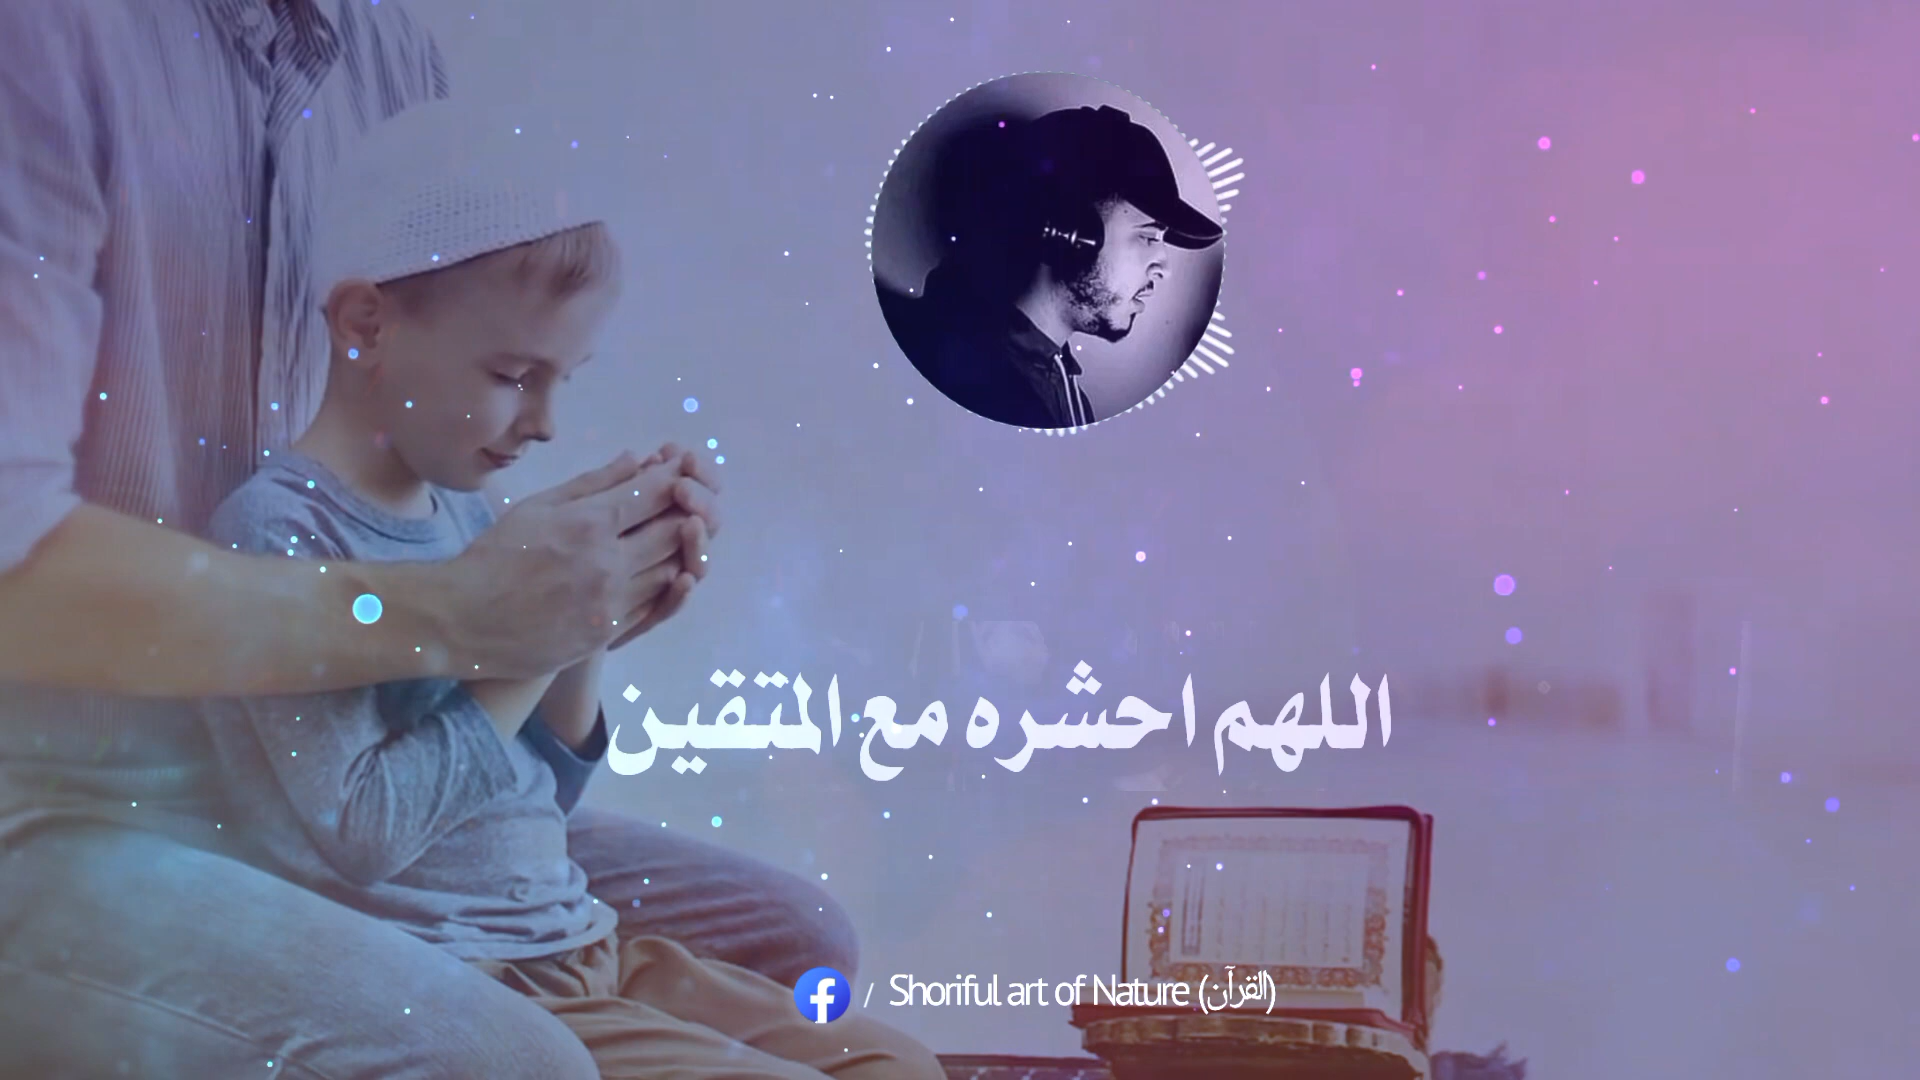 اللهم احشره مع المتقين
/ Shoriful art of Nature (القرآن)